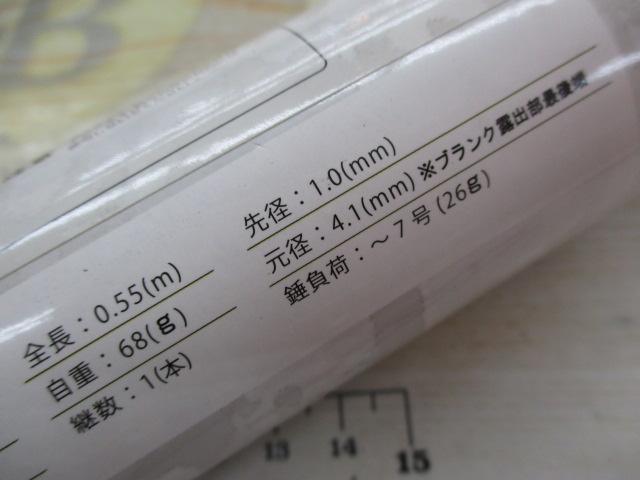 全長：0.55(m)
自重：68(g)
継数：1(本)
先径：1.0(mm)
元径：4.1(mm)※ブランク露出部最後端
錘負荷：～7号(26g)
13 14 15